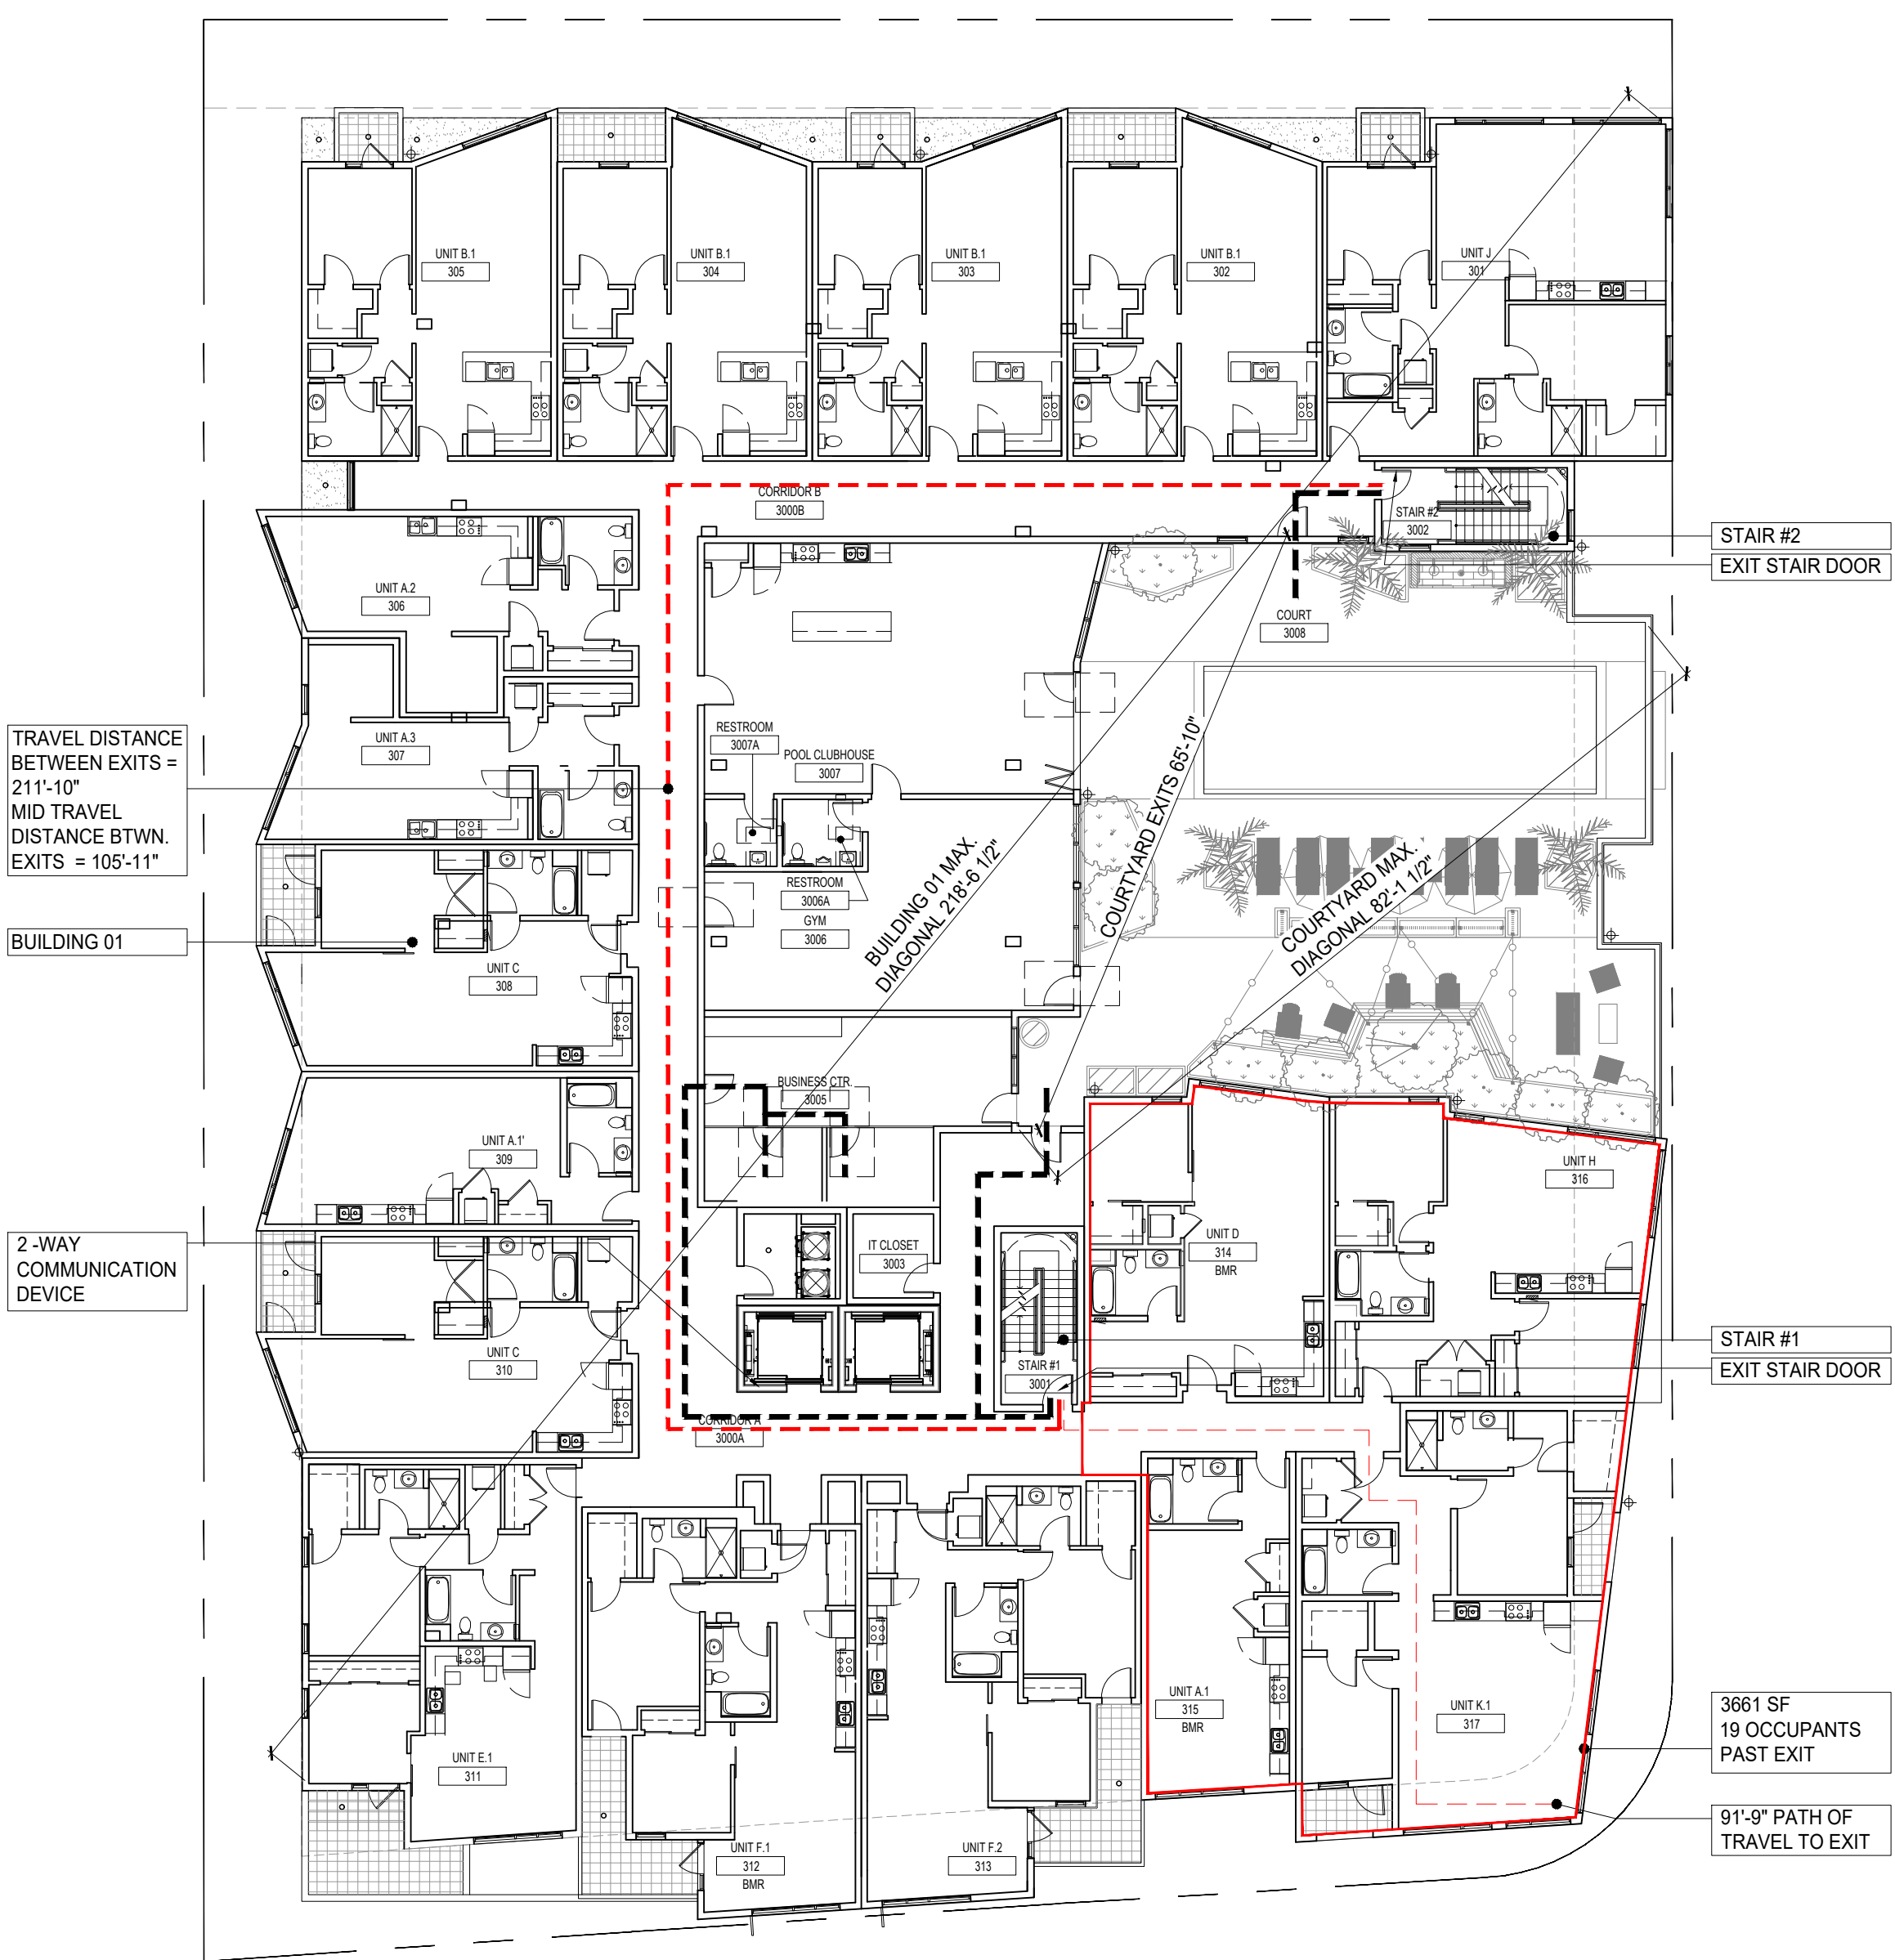 UNIT B.1
305
UNIT B.1
304
UNIT B.1
303
UNIT B.1
302
UNIT J
301
CORRIDOR B
3000B
STAIR #2
3002
STAIR #2
EXIT STAIR DOOR
UNIT A.2
306
COURT
3008
UNIT A.3
307
TRAVEL DISTANCE
BETWEEN EXITS =
211'-10"
MID TRAVEL
DISTANCE BTWN.
EXITS = 105'-11"
RESTROOM
3007A
POOL CLUBHOUSE
3007
BUILDING 01 MAX.
DIAGONAL 218'-6 1/2"
COURTYARD EXITS 65'-10"
COURTYARD MAX.
DIAGONAL 82'-1 1/2"
RESTROOM
3006A
GYM
3006
BUILDING 01
UNIT C
308
BUSINESS CTR.
3005
UNIT A.1'
309
UNIT H
316
UNIT D
314
BMR
IT CLOSET
3003
2 -WAY
COMMUNICATION
DEVICE
UNIT C
310
STAIR #1
3001
STAIR #1
EXIT STAIR DOOR
CORRIDOR A
3000A
UNIT A.1
315
BMR
UNIT K.1
317
3661 SF
19 OCCUPANTS
PAST EXIT
UNIT E.1
311
UNIT F.1
312
BMR
UNIT F.2
313
91'-9" PATH OF
TRAVEL TO EXIT